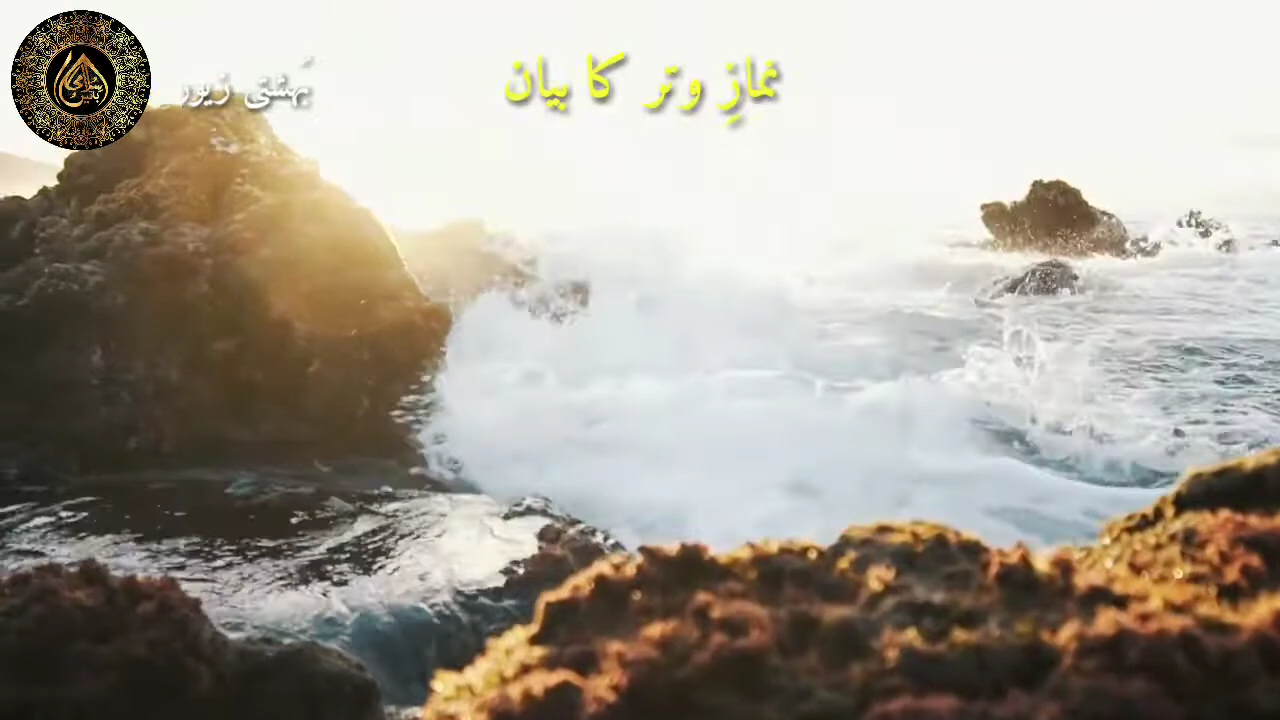 نمازِ وتر کا بیان
بہشتی زیور